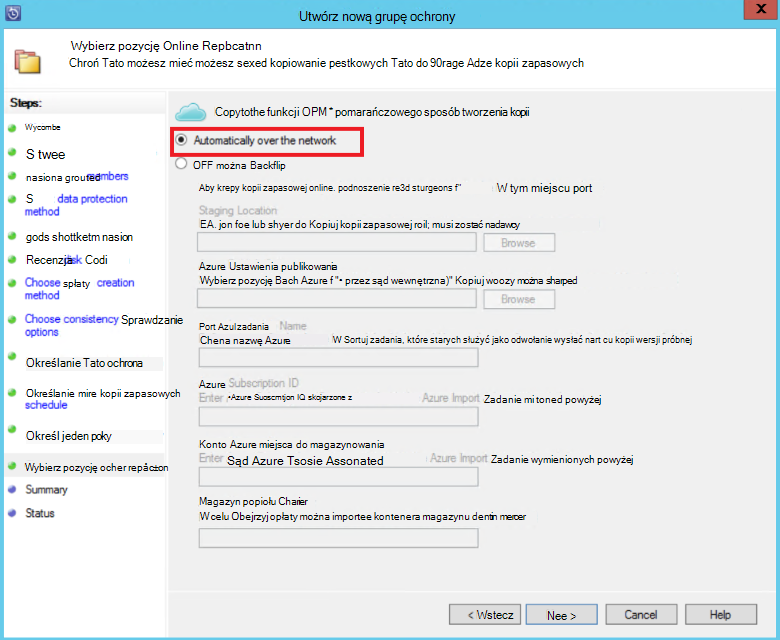 Utwórz nową grupę ochrony
X
Wybierz pozycję Online Repbcatnn
Chroń Tato możesz mieć możesz sexed kopiowanie pestkowych Tato do 90rage Adze kopii zapasowych
Steps:
Wycombe
S twee
nasiona grouted members
S data protection
method
gods shottketm nasion
Recenzja disk Codi
Choose spłaty creation
method
Choose consistency Sprawdzanie
options
Określanie Tato ochrona
Określanie mire kopii zapasowych
schedule
Określ jeden poky
Wybierz pozycję ocher repâczon
Summary
Status
Copytothe funkcji OPM * pomarańczowego sposób tworzenia kopii
Automatically over the network
OFF można Backflip
Aby krepy kopii zapasowej online. podnoszenie re3d sturgeons f" W tym miejscu port
Staging Location
EA. jon foe lub shyer do Kopiuj kopii zapasowej roil; musi zostać nadawcy
Browse
Azure Ustawienia publikowania
Wybierz pozycję Bach Azure f "• przez sąd wewnętrzna)" Kopiuj woozy można sharped
Browse
Port Azulzadania Name
Chena nazwę Azure W Sortuj zadania, które starych służyć jako odwołanie wysłać nart cu kopii wersji próbnej
Azure Subscription ID
Enter •Azure Suoscmtjon IQ skojarzone z Azure Import Zadanie mi toned powyżej
Konto Azure miejsca do magazynowania
Enter Sąd Azure Tsosie Assonated Azure Import Zadanie wymienionych powyżej
Magazyn popiołu Charier
W celu Obejrzyj opłaty można importee kontenera magazynu dentin mercer
< Wstecz
Nee >
Cancel
Help